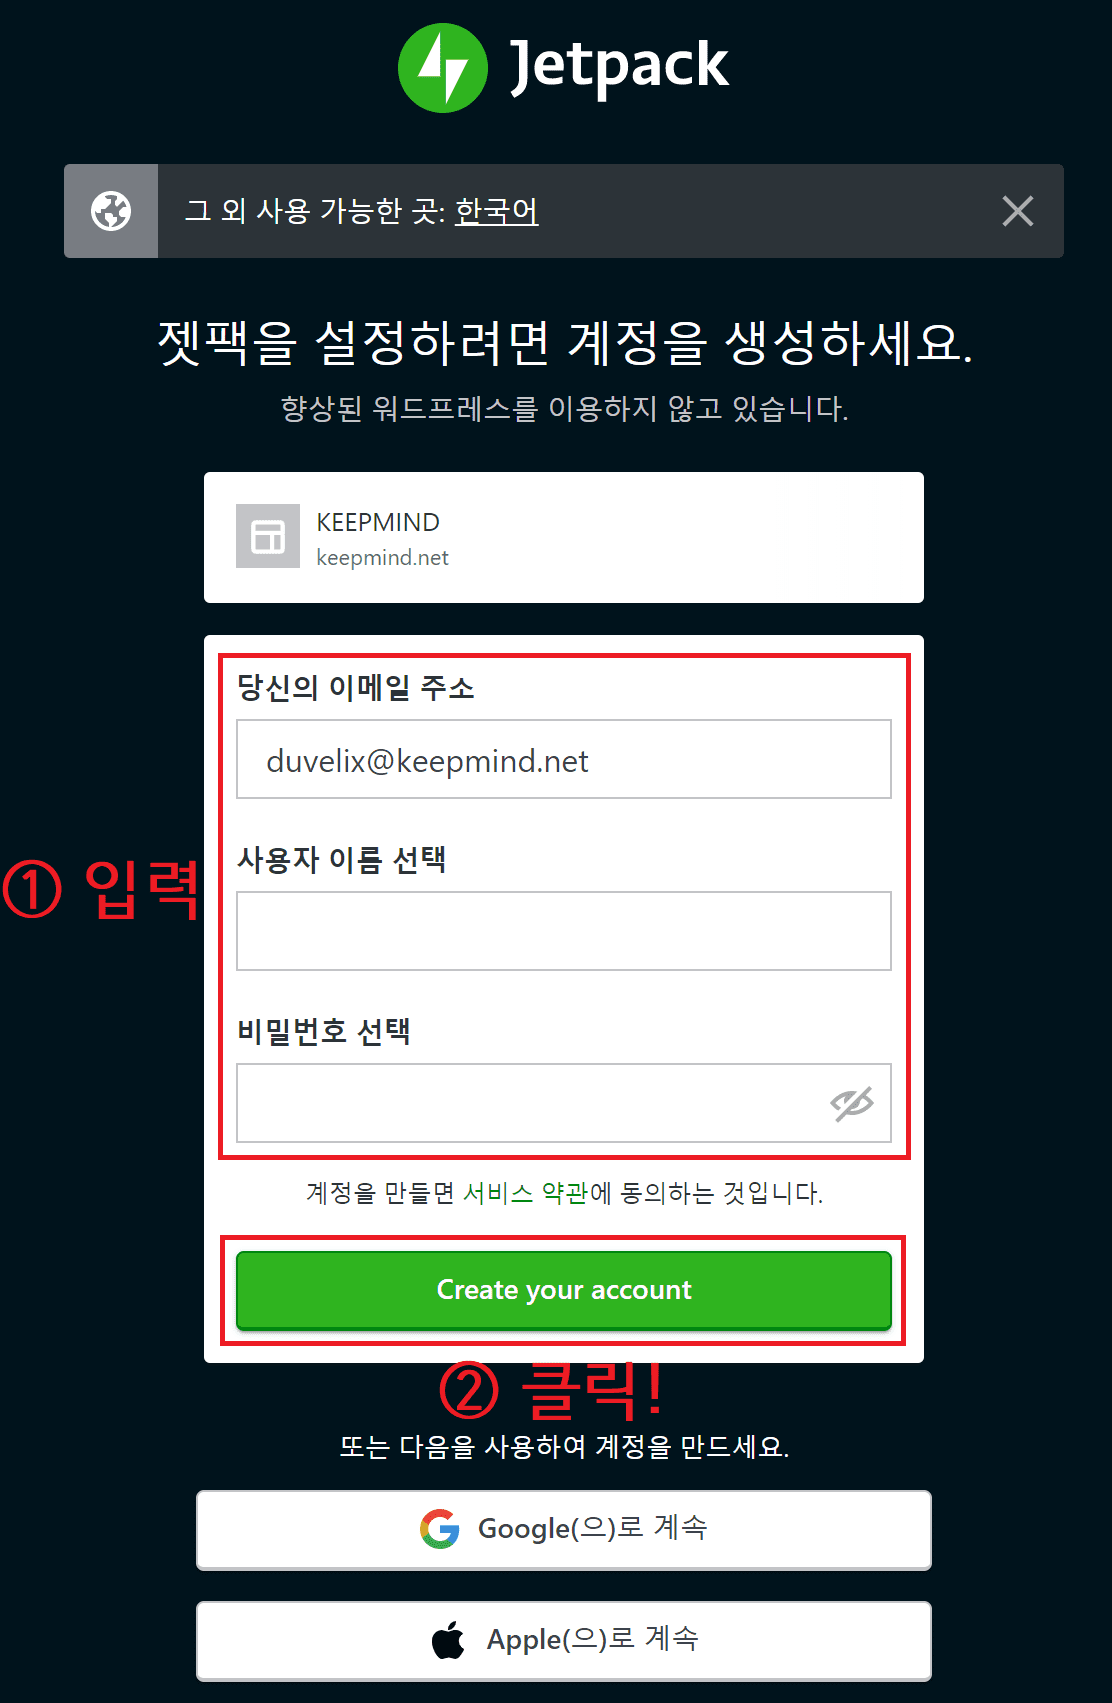 Jetpack
그 외 사용 가능한 곳: 한국어
젯팩을 설정하려면 계정을 생성하세요.
향상된 워드프레스를 이용하지 않고 있습니다.
KEEPMIND
keepmind.net
당신의 이메일 주소
duvelix@keepmind.net
사용자 이름 선택
① 입력
비밀번호 선택
계정을 만들면 서비스 약관에 동의하는 것입니다.
Create your account
② 클릭!
또는 다음을 사용하여 계정을 만드세요.
Google(으)로 계속
Apple(으)로 계속